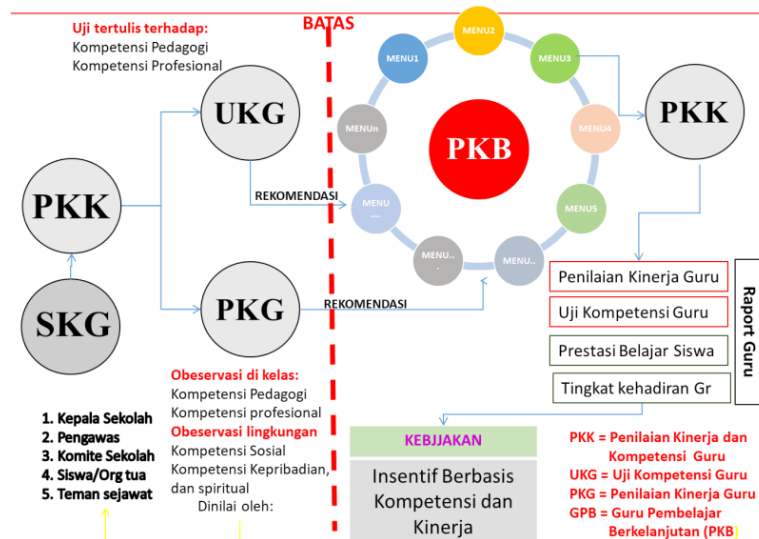 Uji tertulis terhadap:
Kompetensi Pedagogi
Kompetensi Profesional
BATAS
MENU1
MENU2
MENU3
MENU4
MENU5
MENU..
MENU..
.
MENU
....
MENUn
PKB
UKG
PKK
PKK
REKOMENDASI
PKG
REKOMENDASI
SKG
Penilaian Kinerja Guru
Uji Kompetensi Guru
Prestasi Belajar Siswa
Tingkat kehadiran Gr
Raport Guru
Obeservasi di kelas:
Kompetensi Pedagogi
Kompetensi profesional
Obeservasi lingkungan
Kompetensi Sosial
Kompetensi Kepribadian,
dan spiritual
Dinilai oleh:
1. Kepala Sekolah
2. Pengawas
3. Komite Sekolah
4. Siswa/Org tua
5. Teman sejawat
KEBJJAKAN
Insentif Berbasis
Kompetensi dan
Kinerja
PKK = Penilaian Kinerja dan
Kompetensi Guru
UKG = Uji Kompetensi Guru
PKG = Penilaian Kinerja Guru
GPB = Guru Pembelajar
Berkelanjutan (PKB)